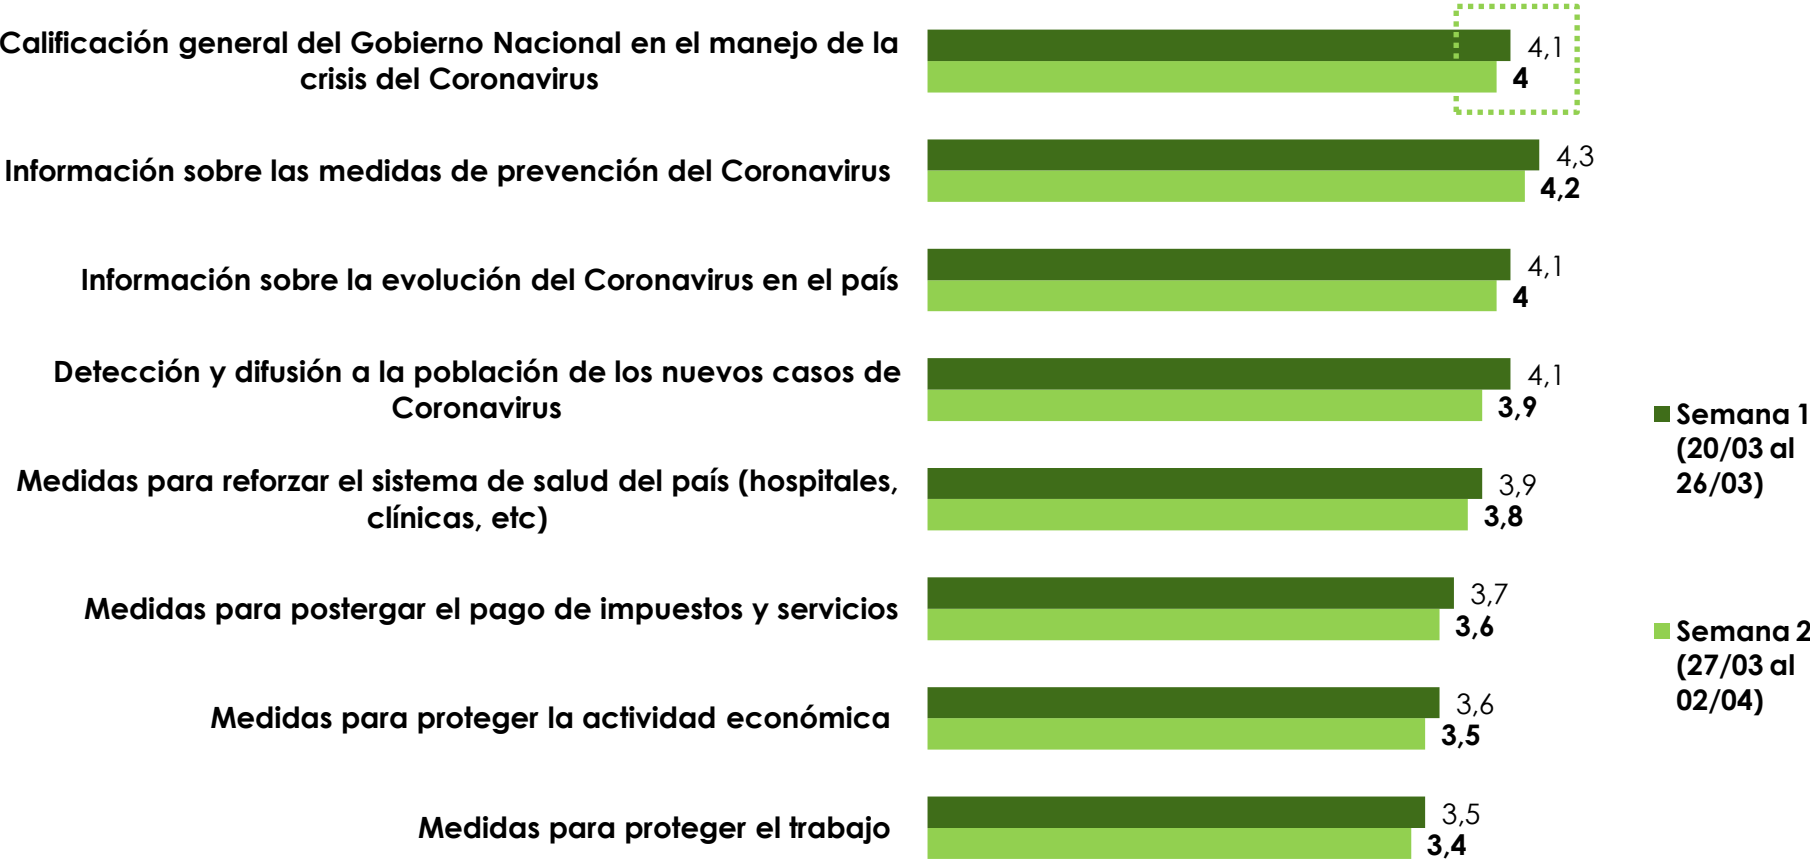 Calificación general del Gobierno Nacional en el manejo de la
crisis del Coronavirus
4,1
4
Información sobre las medidas de prevención del Coronavirus
4,3
4,2
Información sobre la evolución del Coronavirus en el país
4,1
4
Detección y difusión a la población de los nuevos casos de
Coronavirus
4,1
3,9
Medidas para reforzar el sistema de salud del país (hospitales,
clínicas, etc)
3,9
3,8
Medidas para postergar el pago de impuestos y servicios
3,7
3,6
Medidas para proteger la actividad económica
3,6
3,5
Medidas para proteger el trabajo
3,5
3,4
Semana 1
(20/03 al
26/03)
Semana 2
(27/03 al
02/04)